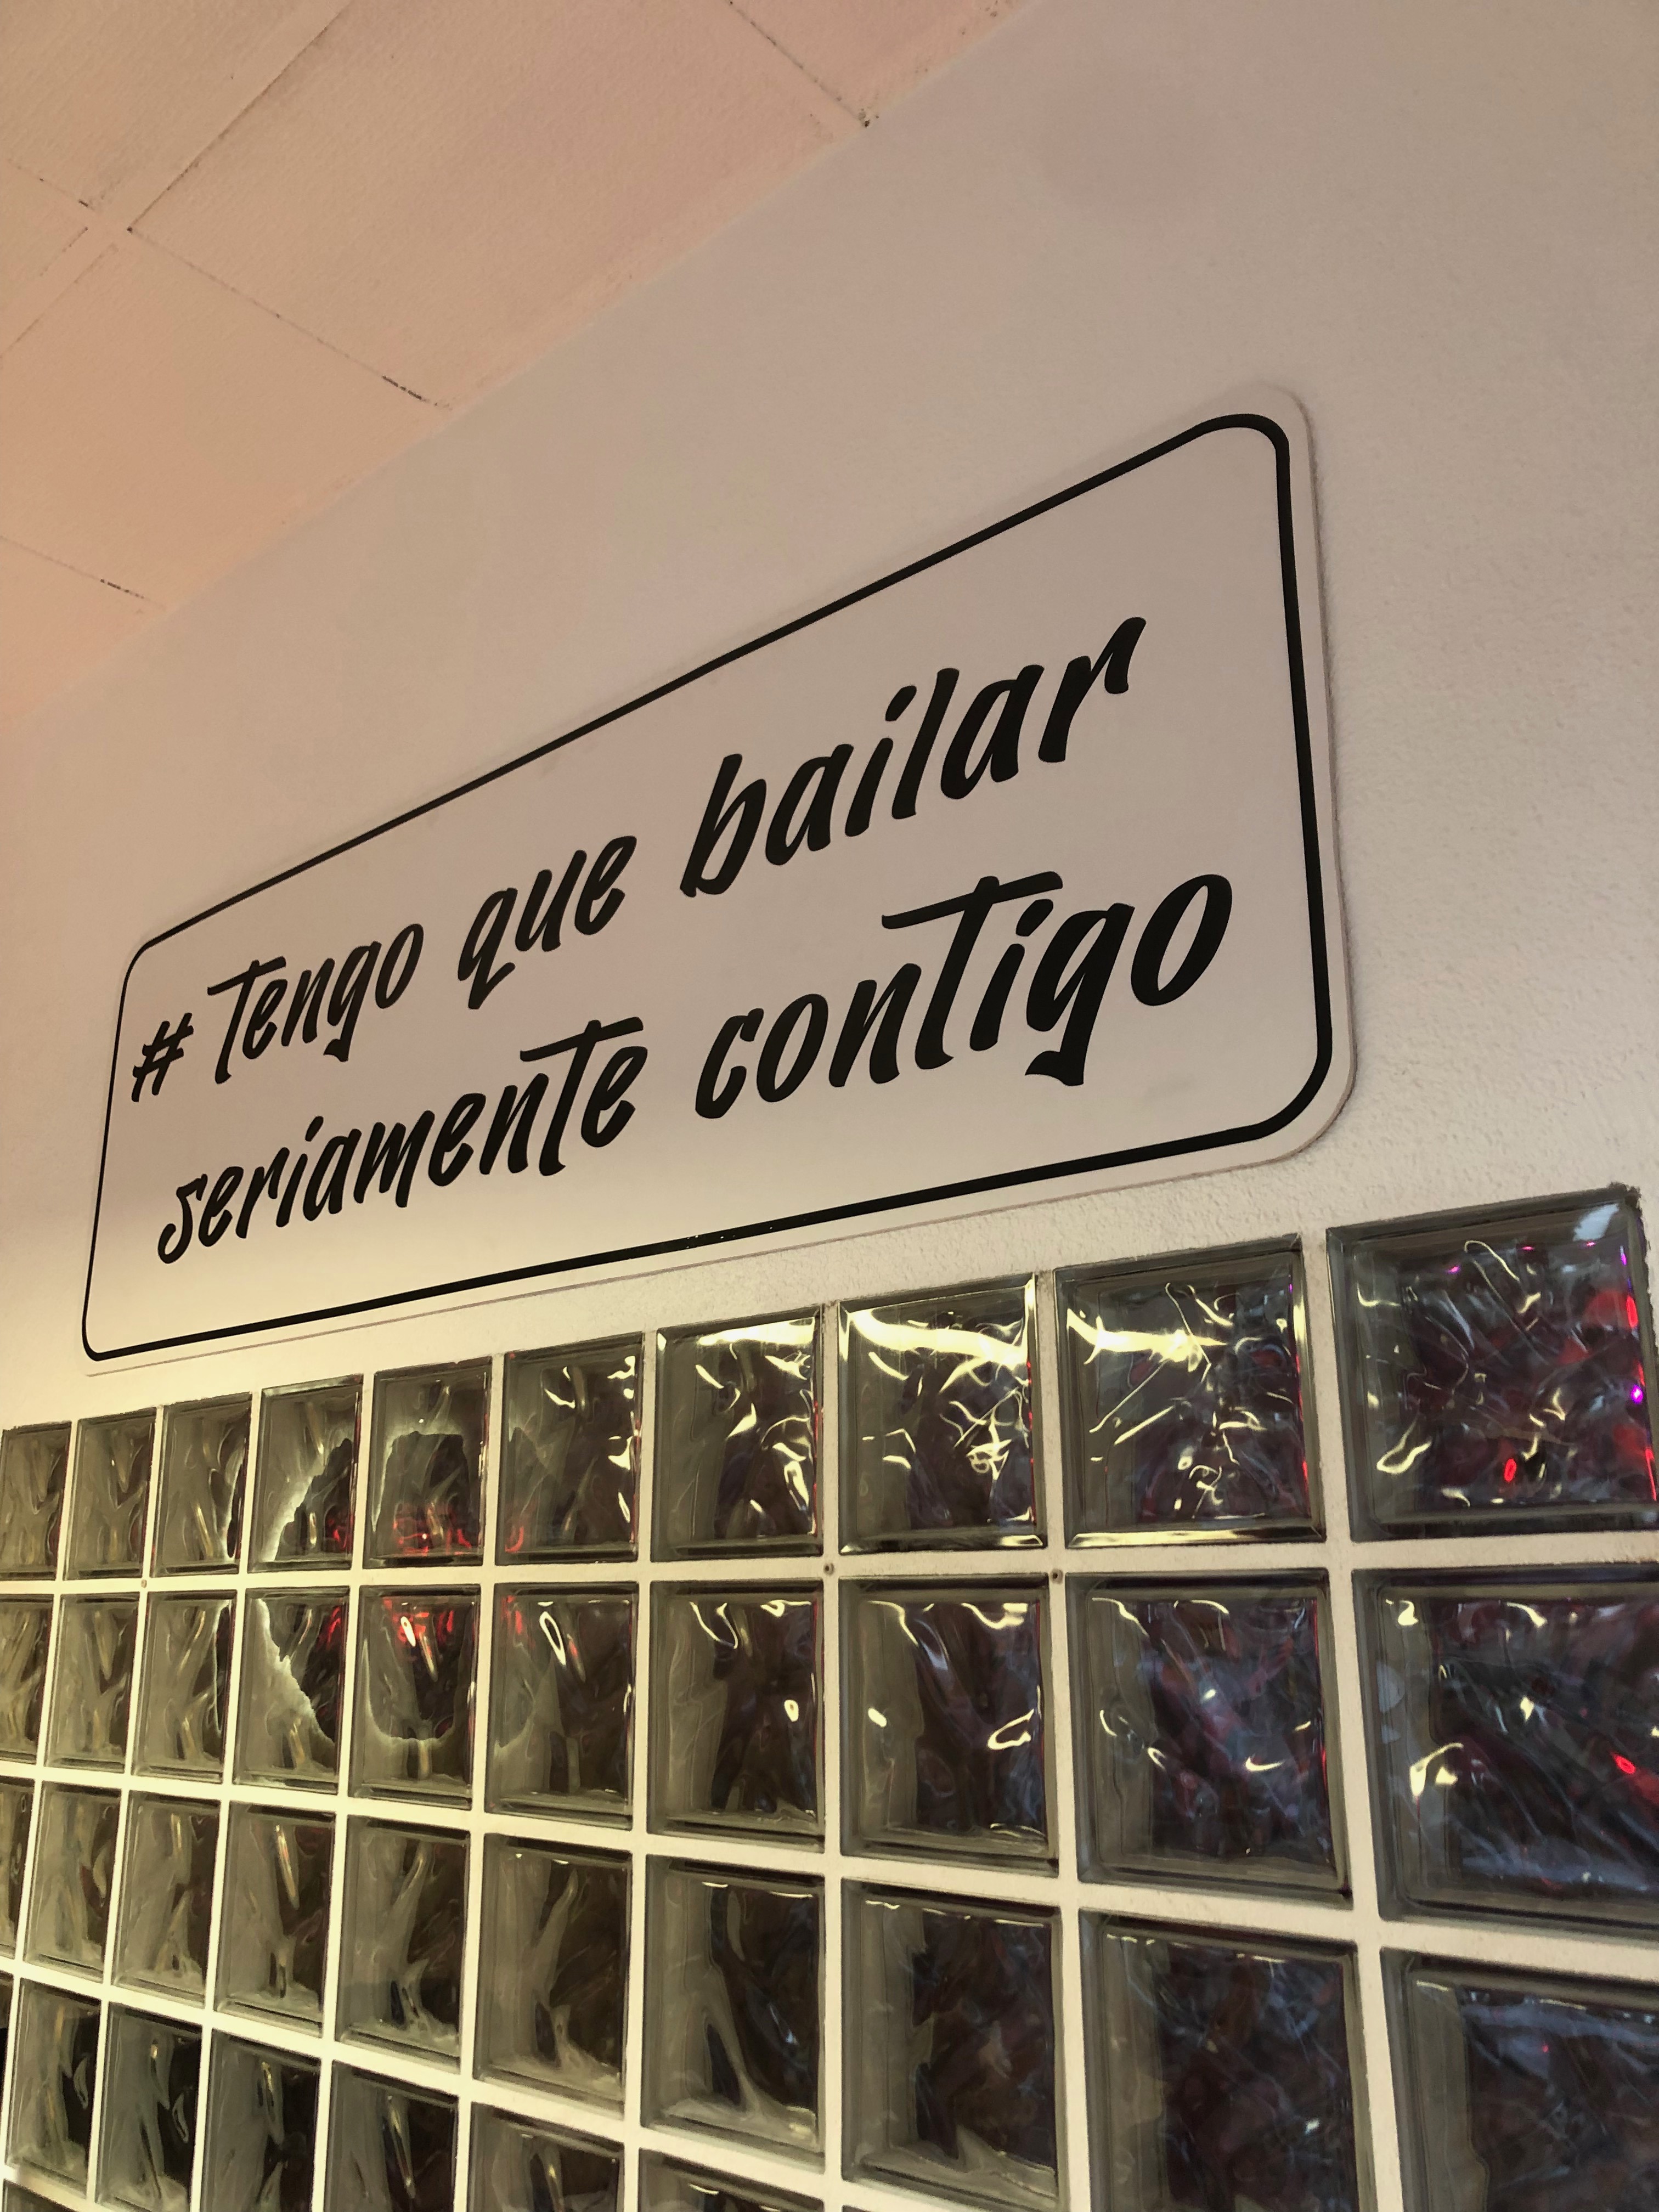 # Tengo que bailar
seriamente contigo